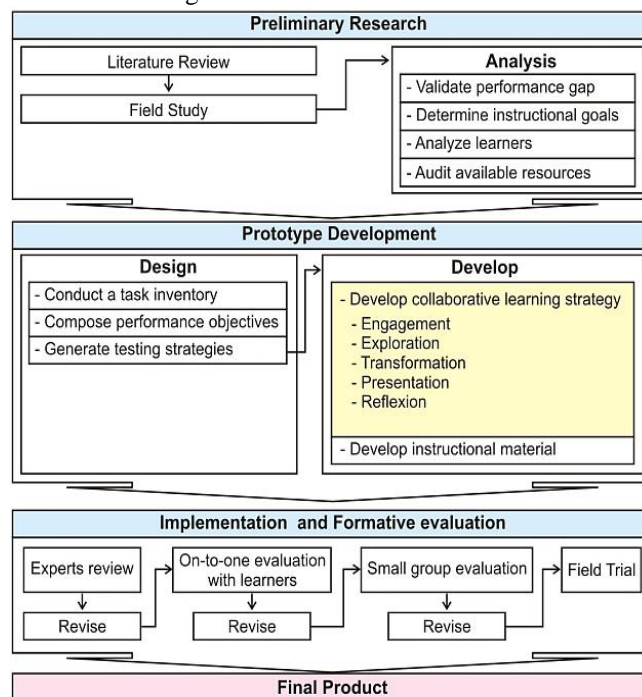 Preliminary Research
Literature Review
Field Study
Analysis
- Validate performance gap
- Determine instructional goals
- Analyze learners
- Audit available resources
Prototype Development
Design
- Conduct a task inventory
- Compose performance objectives
- Generate testing strategies
Develop
- Develop collaborative learning strategy
- Engagement
- Exploration
- Transformation
- Presentation
- Reflexion
- Develop instructional material
Implementation and Formative evaluation
Experts review
Revise
On-to-one evaluation
with learners
Revise
Small group evaluation
Revise
Field Trial
Final Product